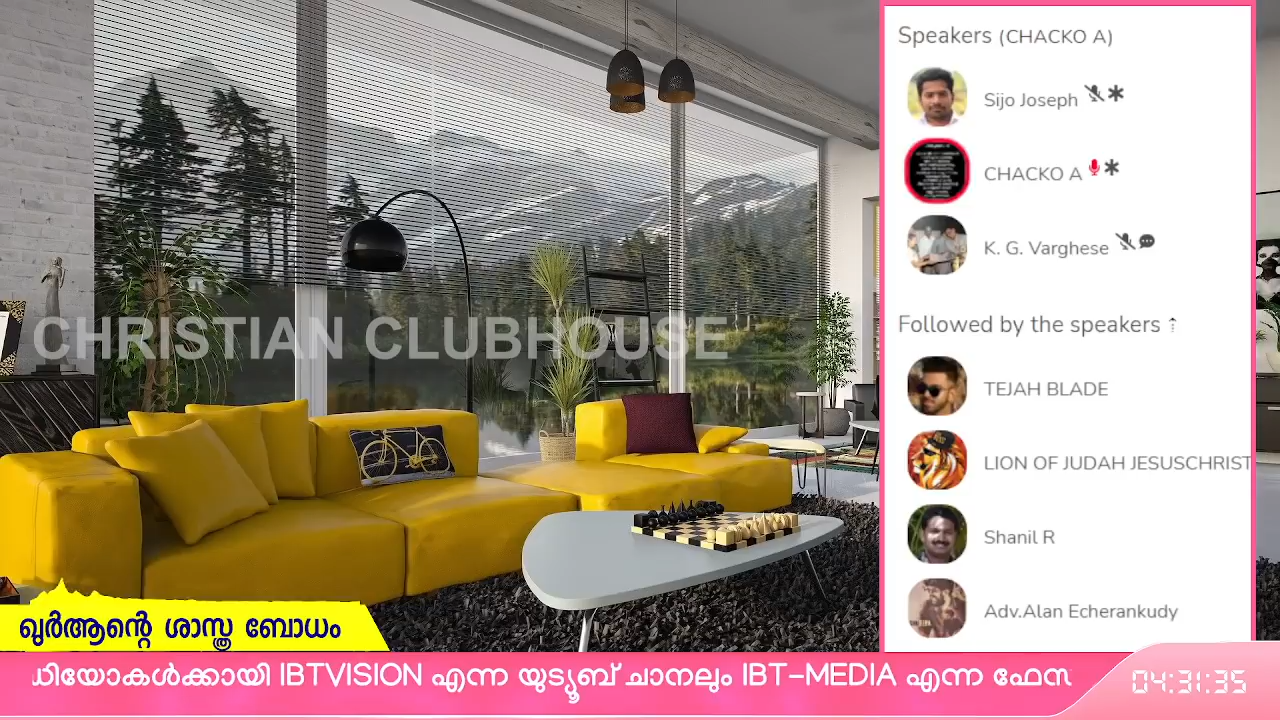 Speakers (CHACKO A)
Sijo Joseph
CHACKO A
K. G. Varghese
Followed by the speakers
TEJAH BLADE
LION OF JUDAH JESUSCHRIST
Shanil R
Adv.Alan Echerankudy
CHRISTIAN CLUBHOUSE
ഖുർആന്റെ ശാസ്ത്ര ബോധം
ധിയോകൾക്കായി IBTVISION എന്ന യുട്യൂബ് ചാനലും IBT-MEDIA എന്ന ഫേസ
04:31:35